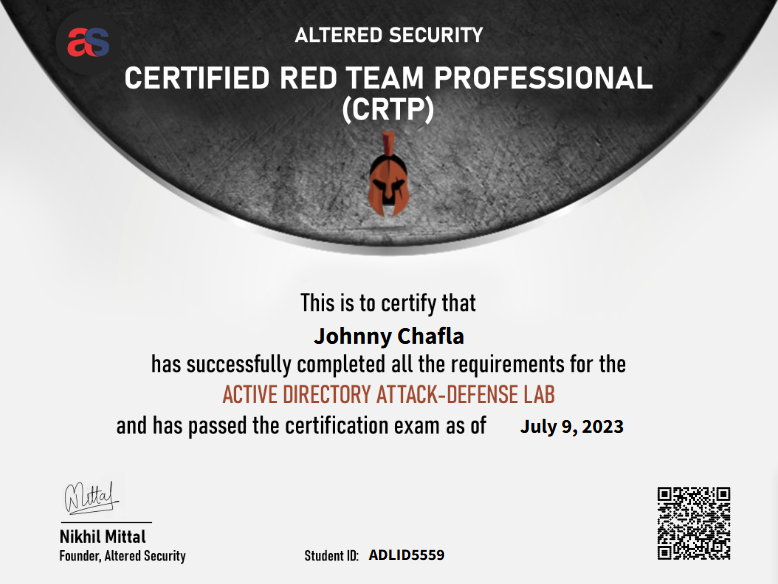 as
ALTERED SECURITY
CERTIFIED RED TEAM PROFESSIONAL
(CRTP)
This is to certify that
Johnny Chafla
has successfully completed all the requirements for the
ACTIVE DIRECTORY ATTACK-DEFENSE LAB
and has passed the certification exam as of July 9, 2023
Mittal
Nikhil Mittal
Founder, Altered Security
Student ID: ADLID5559